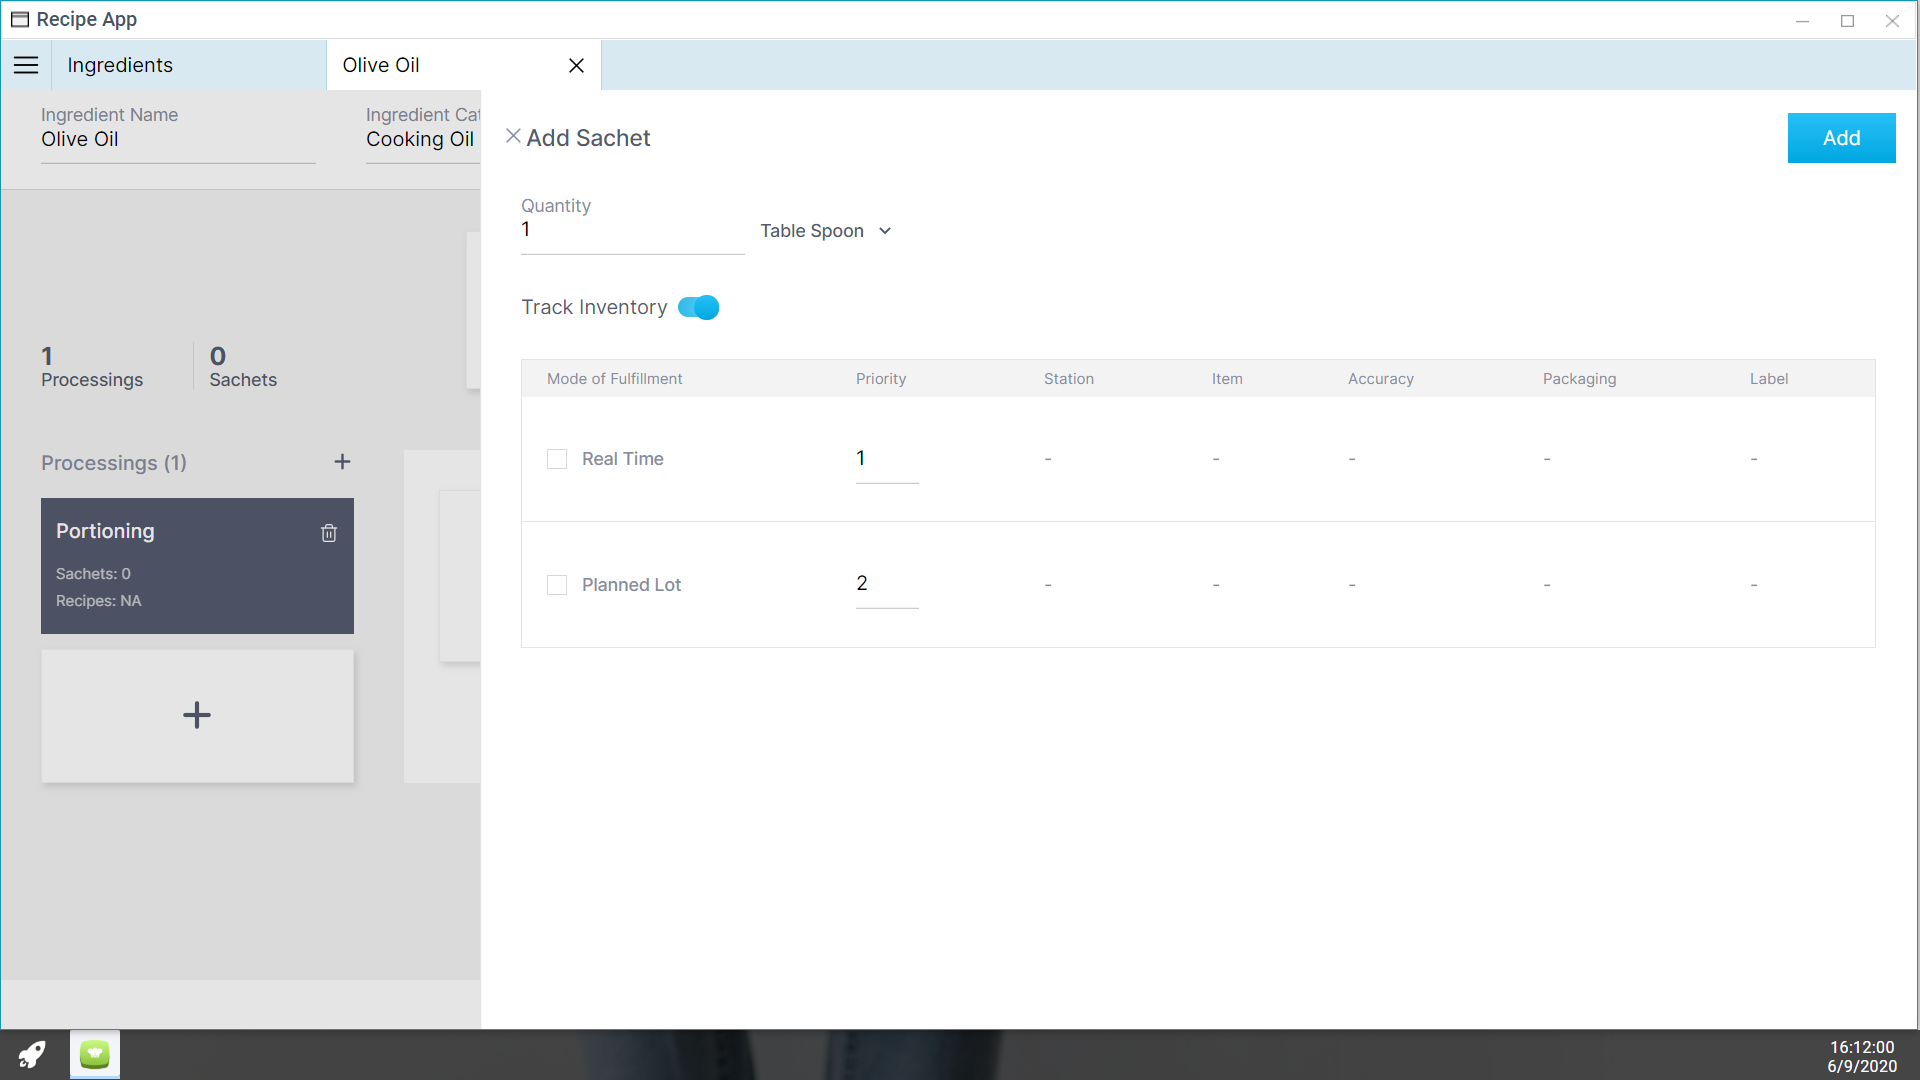 Recipe App
Ingredients
Olive Oil
Ingredient Name
Olive Oil
Ingredient Cat
Cooking Oil
Add Sachet
Add
Quantity
1
Table Spoon
Track Inventory
1
Processings
0
Sachets
Mode of Fulfillment Priority Station Item Accuracy Packaging Label
Real Time 1 - - - - -
Planned Lot 2 - - - - -
Processings (1)
Portioning
Sachets: 0
Recipes: NA
16:12:00
6/9/2020